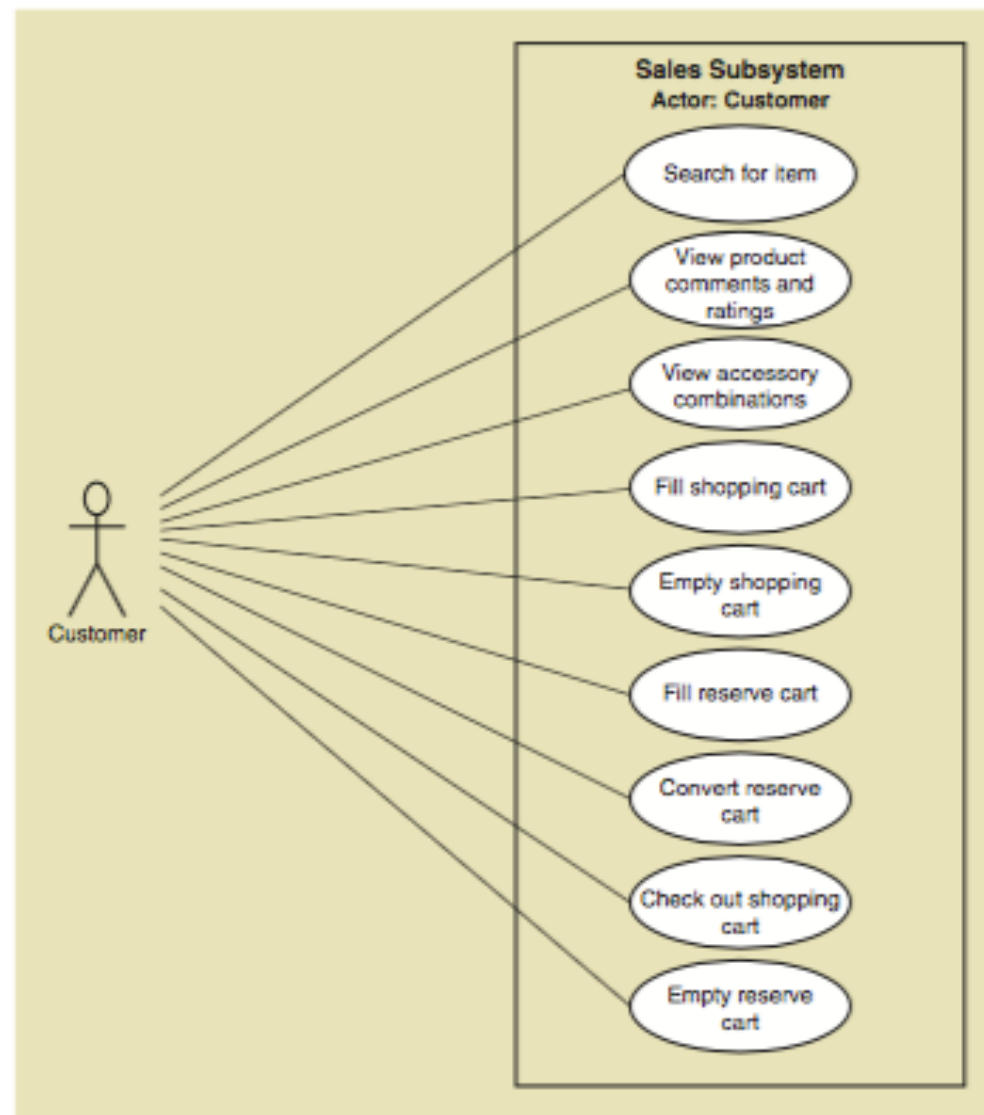 Sales Subsystem
Actor: Customer
Search for item
View product
comments and
ratings
View accessory
combinations
Fill shopping cart
Empty shopping
cart
Fill reserve cart
Convert reserve
cart
Check out shopping
cart
Empty reserve
cart
Customer